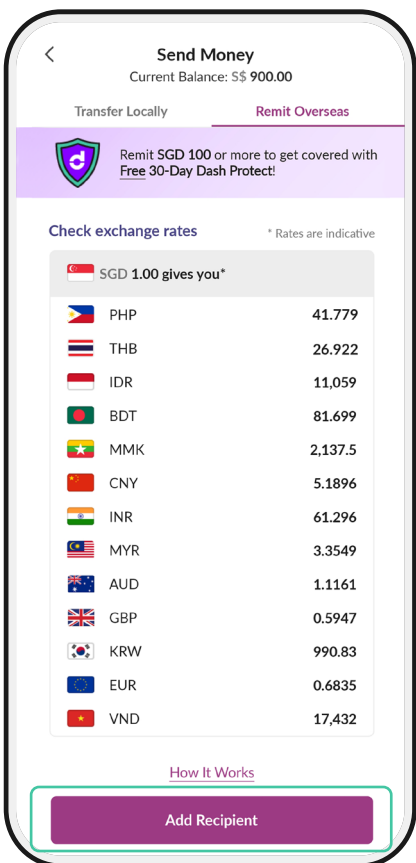 Send Money
Current Balance: S$ 900.00
Transfer Locally Remit Overseas
d
Remit SGD 100 or more to get covered with
Free 30-Day Dash Protect!
Check exchange rates * Rates are indicative
SGD 1.00 gives you*
PHP 41.779
THB 26.922
IDR 11,059
BDT 81.699
MMK 2,137.5
CNY 5.1896
INR 61.296
MYR 3.3549
AUD 1.1161
GBP 0.5947
KRW 990.83
EUR 0.6835
VND 17,432
How It Works
Add Recipient